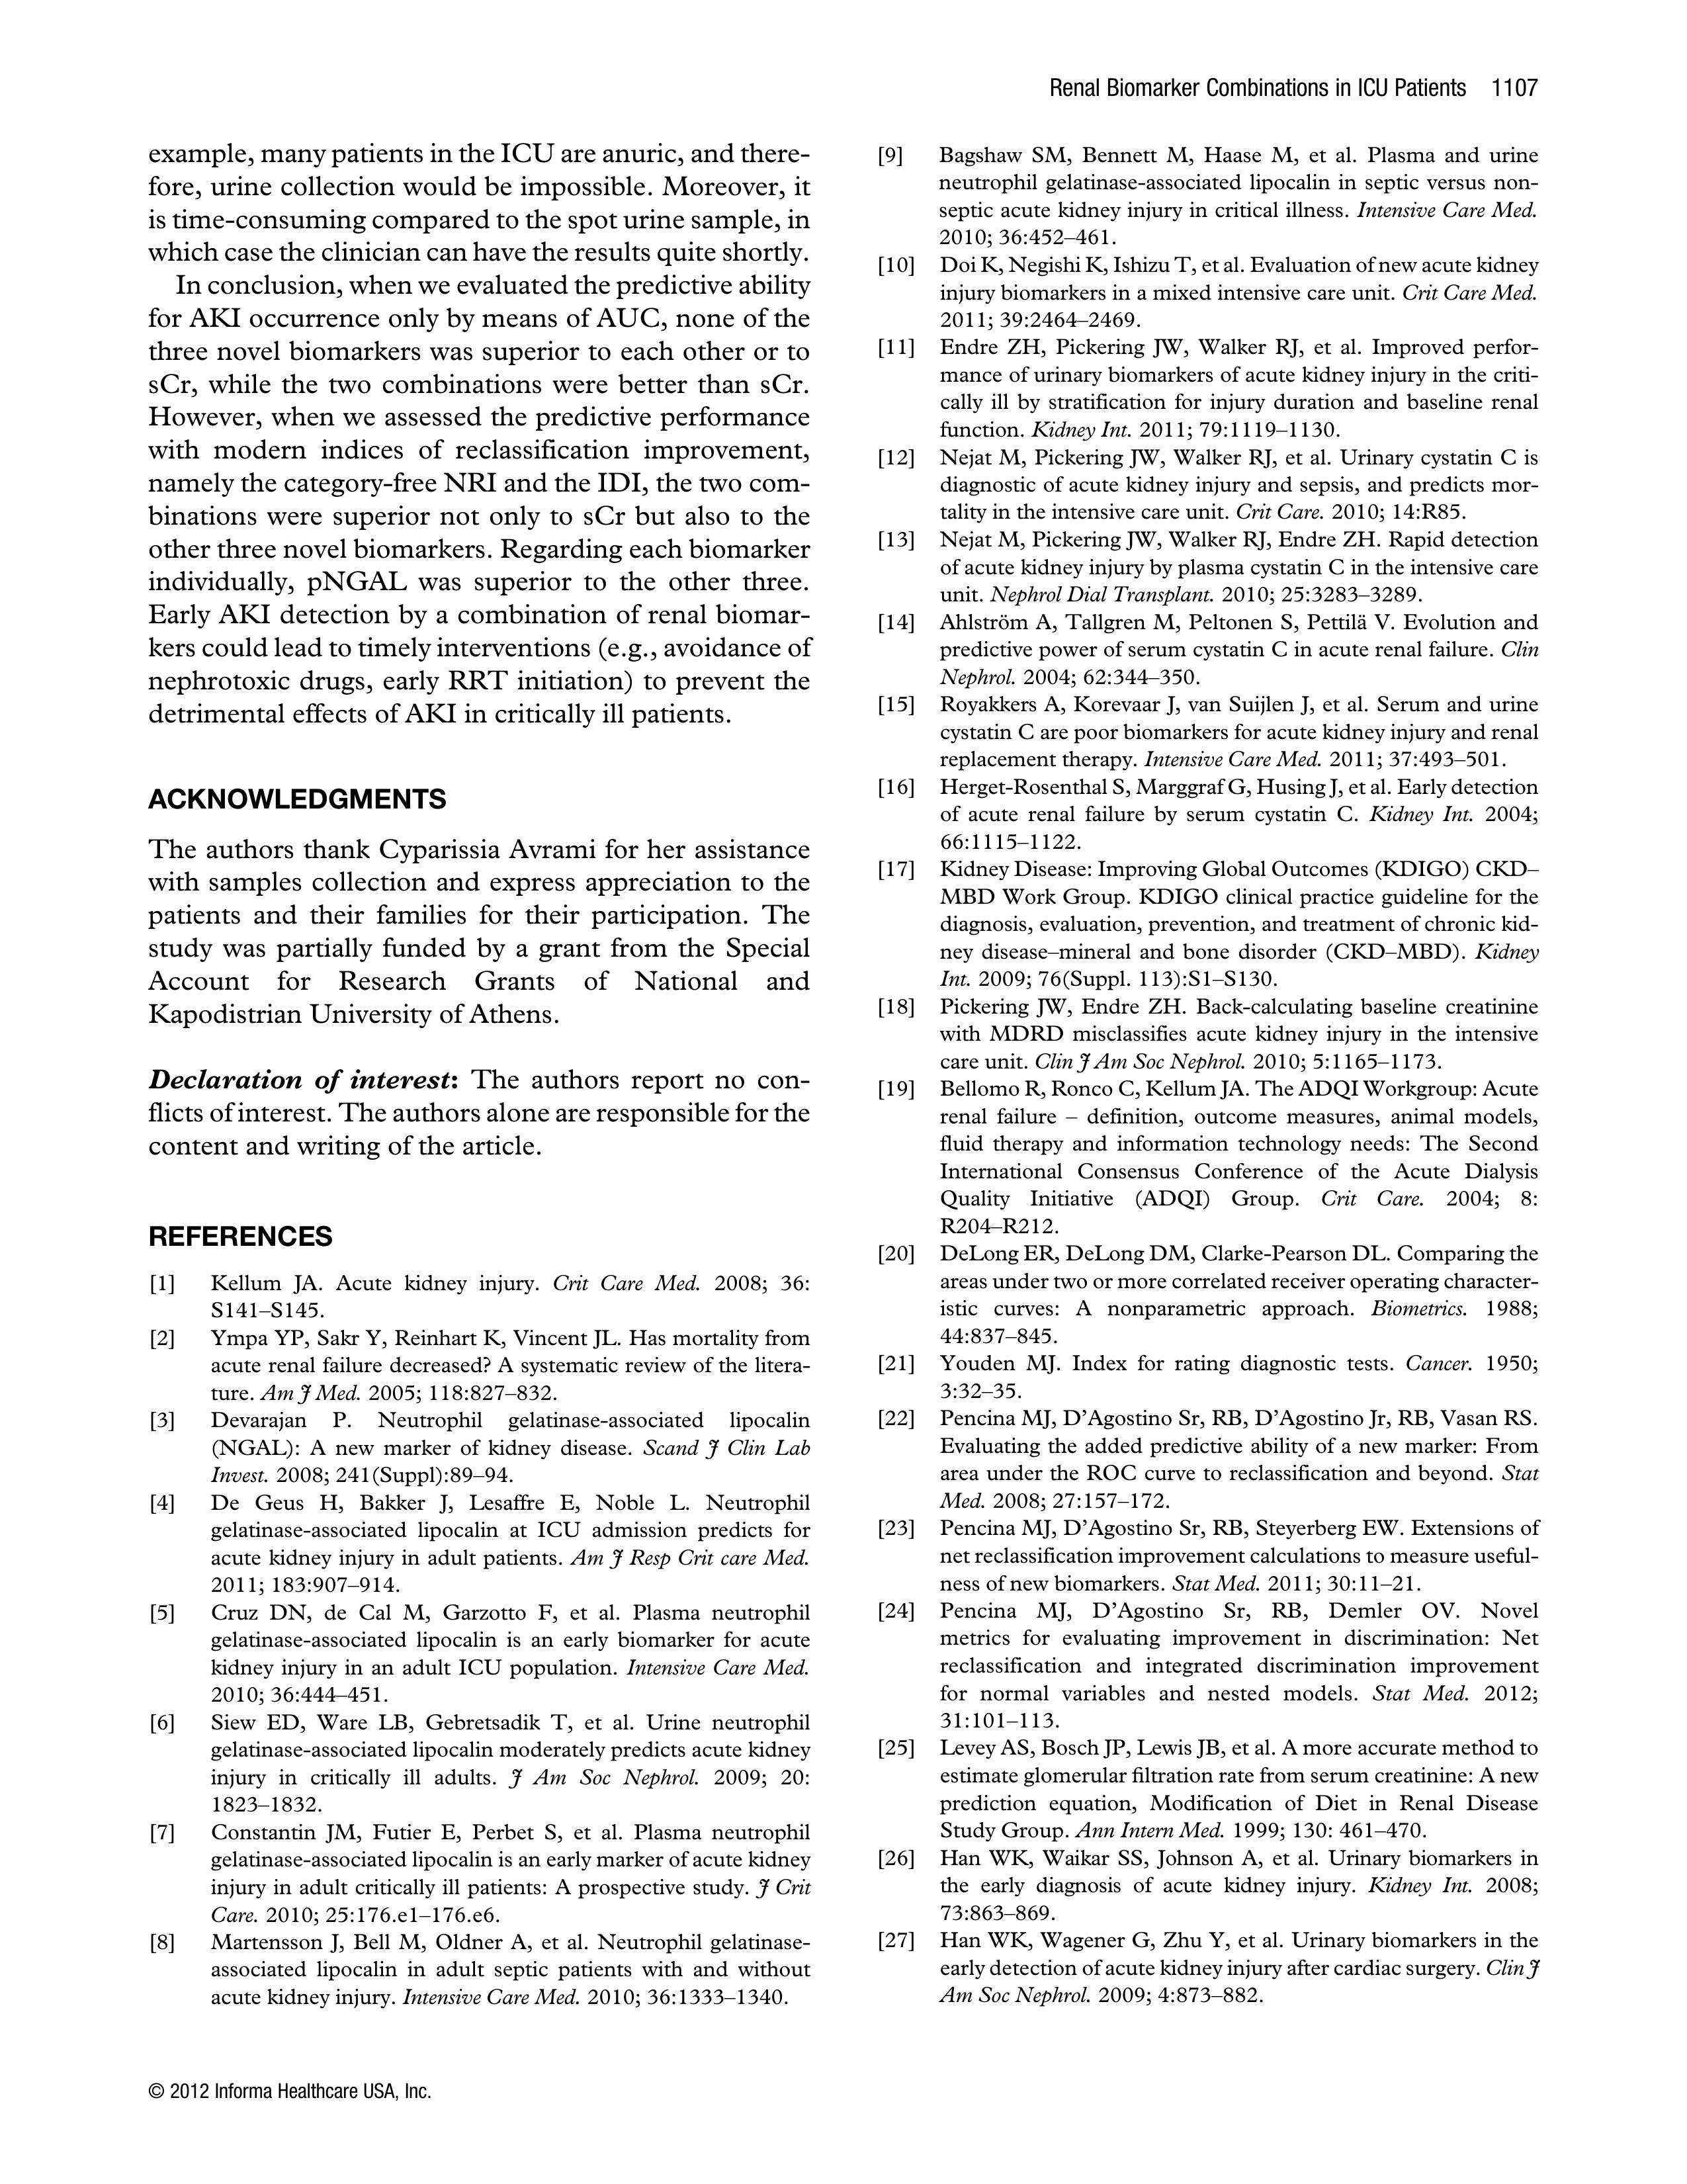 Renal Biomarker Combinations in ICU Patients 1107
example, many patients in the ICU are anuric, and there-
fore, urine collection would be impossible. Moreover, it
is time-consuming compared to the spot urine sample, in
which case the clinician can have the results quite shortly.
In conclusion, when we evaluated the predictive ability
for AKI occurrence only by means of AUC, none of the
three novel biomarkers was superior to each other or to
sCr, while the two combinations were better than sCr.
However, when we assessed the predictive performance
with modern indices of reclassification improvement,
namely the category-free NRI and the IDI, the two com-
binations were superior not only to sCr but also to the
other three novel biomarkers. Regarding each biomarker
individually, pNGAL was superior to the other three.
Early AKI detection by a combination of renal biomar-
kers could lead to timely interventions (e.g., avoidance of
nephrotoxic drugs, early RRT initiation) to prevent the
detrimental effects of AKI in critically ill patients.
ACKNOWLEDGMENTS
The authors thank Cyparissia Avrami for her assistance
with samples collection and express appreciation to the
patients and their families for their participation. The
study was partially funded by a grant from the Special
Account for Research Grants of National and
Kapodistrian University of Athens.
Declaration of interest: The authors report no con-
flicts of interest. The authors alone are responsible for the
content and writing of the article.
REFERENCES
[1] Kellum JA. Acute kidney injury. Crit Care Med. 2008; 36:
S141–S145.
[2] Ympa YP, Sakr Y, Reinhart K, Vincent JL. Has mortality from
acute renal failure decreased? A systematic review of the litera-
ture. Am J Med. 2005; 118:827–832.
[3] Devarajan P. Neutrophil gelatinase-associated lipocalin
(NGAL): A new marker of kidney disease. Scand J Clin Lab
Invest. 2008; 241(Suppl):89–94.
[4] De Geus H, Bakker J, Lesaffre E, Noble L. Neutrophil
gelatinase-associated lipocalin at ICU admission predicts for
acute kidney injury in adult patients. Am J Resp Crit care Med.
2011; 183:907–914.
[5] Cruz DN, de Cal M, Garzotto F, et al. Plasma neutrophil
gelatinase-associated lipocalin is an early biomarker for acute
kidney injury in an adult ICU population. Intensive Care Med.
2010; 36:444–451.
[6] Siew ED, Ware LB, Gebretsadik T, et al. Urine neutrophil
gelatinase-associated lipocalin moderately predicts acute kidney
injury in critically ill adults. J Am Soc Nephrol. 2009; 20:
1823–1832.
[7] Constantin JM, Futier E, Perbet S, et al. Plasma neutrophil
gelatinase-associated lipocalin is an early marker of acute kidney
injury in adult critically ill patients: A prospective study. J Crit
Care. 2010; 25:176.e1–176.e6.
[8] Martensson J, Bell M, Oldner A, et al. Neutrophil gelatinase-
associated lipocalin in adult septic patients with and without
acute kidney injury. Intensive Care Med. 2010; 36:1333–1340.
[9] Bagshaw SM, Bennett M, Haase M, et al. Plasma and urine
neutrophil gelatinase-associated lipocalin in septic versus non-
septic acute kidney injury in critical illness. Intensive Care Med.
2010; 36:452–461.
[10] Doi K, Negishi K, Ishizu T, et al. Evaluation of new acute kidney
injury biomarkers in a mixed intensive care unit. Crit Care Med.
2011; 39:2464–2469.
[11] Endre ZH, Pickering JW, Walker RJ, et al. Improved perfor-
mance of urinary biomarkers of acute kidney injury in the criti-
cally ill by stratification for injury duration and baseline renal
function. Kidney Int. 2011; 79:1119–1130.
[12] Nejat M, Pickering JW, Walker RJ, et al. Urinary cystatin C is
diagnostic of acute kidney injury and sepsis, and predicts mor-
tality in the intensive care unit. Crit Care. 2010; 14:R85.
[13] Nejat M, Pickering JW, Walker RJ, Endre ZH. Rapid detection
of acute kidney injury by plasma cystatin C in the intensive care
unit. Nephrol Dial Transplant. 2010; 25:3283–3289.
[14] Ahlström A, Tallgren M, Peltonen S, Pettilä V. Evolution and
predictive power of serum cystatin C in acute renal failure. Clin
Nephrol. 2004; 62:344–350.
[15] Royakkers A, Korevaar J, van Suijlen J, et al. Serum and urine
cystatin C are poor biomarkers for acute kidney injury and renal
replacement therapy. Intensive Care Med. 2011; 37:493–501.
[16] Herget-Rosenthal S, Marggraf G, Husing J, et al. Early detection
of acute renal failure by serum cystatin C. Kidney Int. 2004;
66:1115–1122.
[17] Kidney Disease: Improving Global Outcomes (KDIGO) CKD–
MBD Work Group. KDIGO clinical practice guideline for the
diagnosis, evaluation, prevention, and treatment of chronic kid-
ney disease–mineral and bone disorder (CKD–MBD). Kidney
Int. 2009; 76(Suppl. 113):S1–S130.
[18] Pickering JW, Endre ZH. Back-calculating baseline creatinine
with MDRD misclassifies acute kidney injury in the intensive
care unit. Clin J Am Soc Nephrol. 2010; 5:1165–1173.
[19] Bellomo R, Ronco C, Kellum JA. The ADQI Workgroup: Acute
renal failure – definition, outcome measures, animal models,
fluid therapy and information technology needs: The Second
International Consensus Conference of the Acute Dialysis
Quality Initiative (ADQI) Group. Crit Care. 2004; 8:
R204–R212.
[20] DeLong ER, DeLong DM, Clarke-Pearson DL. Comparing the
areas under two or more correlated receiver operating character-
istic curves: A nonparametric approach. Biometrics. 1988;
44:837–845.
[21] Youden MJ. Index for rating diagnostic tests. Cancer. 1950;
3:32–35.
[22] Pencina MJ, D’Agostino Sr, RB, D’Agostino Jr, RB, Vasan RS.
Evaluating the added predictive ability of a new marker: From
area under the ROC curve to reclassification and beyond. Stat
Med. 2008; 27:157–172.
[23] Pencina MJ, D’Agostino Sr, RB, Steyerberg EW. Extensions of
net reclassification improvement calculations to measure useful-
ness of new biomarkers. Stat Med. 2011; 30:11–21.
[24] Pencina MJ, D’Agostino Sr, RB, Demler OV. Novel
metrics for evaluating improvement in discrimination: Net
reclassification and integrated discrimination improvement
for normal variables and nested models. Stat Med. 2012;
31:101–113.
[25] Levey AS, Bosch JP, Lewis JB, et al. A more accurate method to
estimate glomerular filtration rate from serum creatinine: A new
prediction equation, Modification of Diet in Renal Disease
Study Group. Ann Intern Med. 1999; 130: 461–470.
[26] Han WK, Waikar SS, Johnson A, et al. Urinary biomarkers in
the early diagnosis of acute kidney injury. Kidney Int. 2008;
73:863–869.
[27] Han WK, Wagener G, Zhu Y, et al. Urinary biomarkers in the
early detection of acute kidney injury after cardiac surgery. Clin J
Am Soc Nephrol. 2009; 4:873–882.
© 2012 Informa Healthcare USA, Inc.